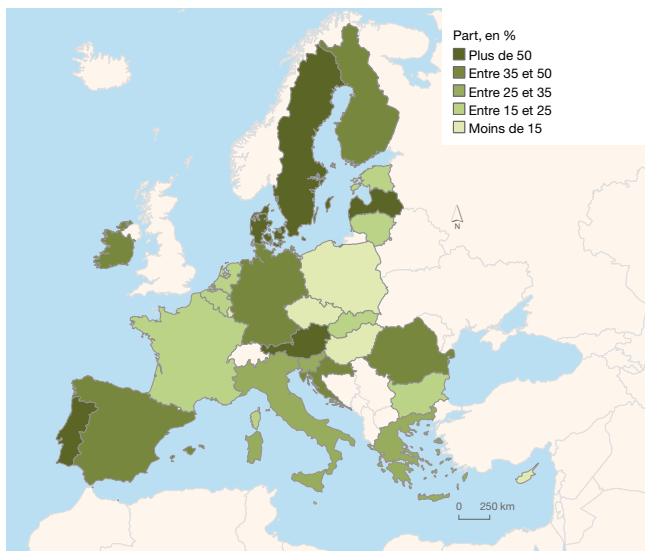 Part, en %
Plus de 50
Entre 35 et 50
Entre 25 et 35
Entre 15 et 25
Moins de 15
N
0 250 km